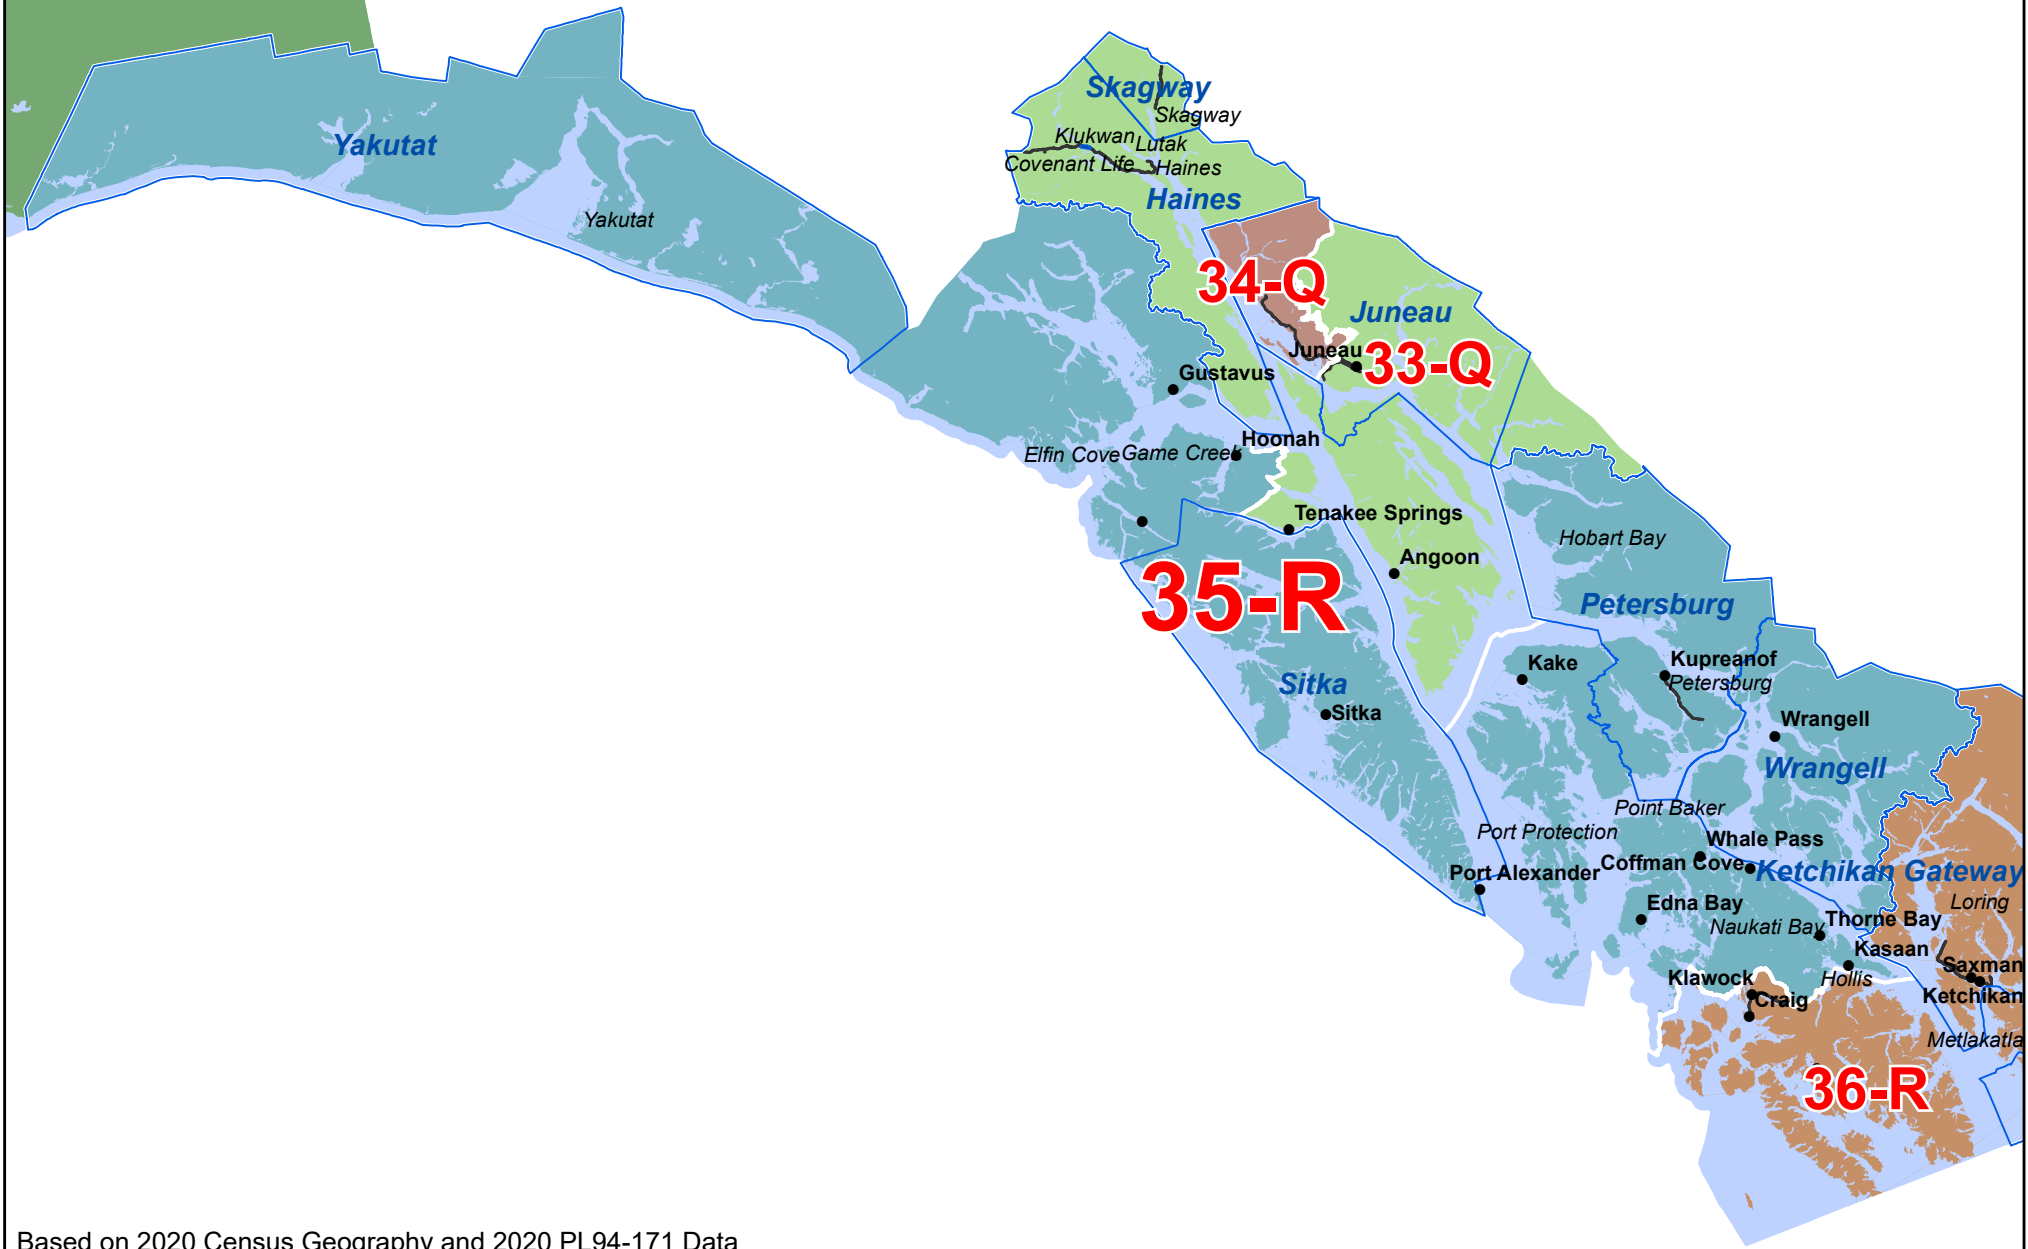 Skagway
Skagway
Yakutat
Klukwan
Lutak
Covenant Life
Haines
Haines
Yakutat
34-Q
Juneau
Juneau
33-Q
Gustavus
Hoonah
Elfin Cove
Game Creek
Tenakee Springs
Hobart Bay
Angoon
35-R
Petersburg
Kake
Kupreanof
Petersburg
Sitka
Sitka
Wrangell
Wrangell
Point Baker
Port Protection
Whale Pass
Coffman Cove
Port Alexander
Ketchikan Gateway
Edna Bay
Loring
Naukati Bay
Thorne Bay
Kasaan
Saxman
Klawock
Hollis
Craig
Ketchikan
Metlakatla
36-R
Based on 2020 Census Geography and 2020 PL94-171 Data